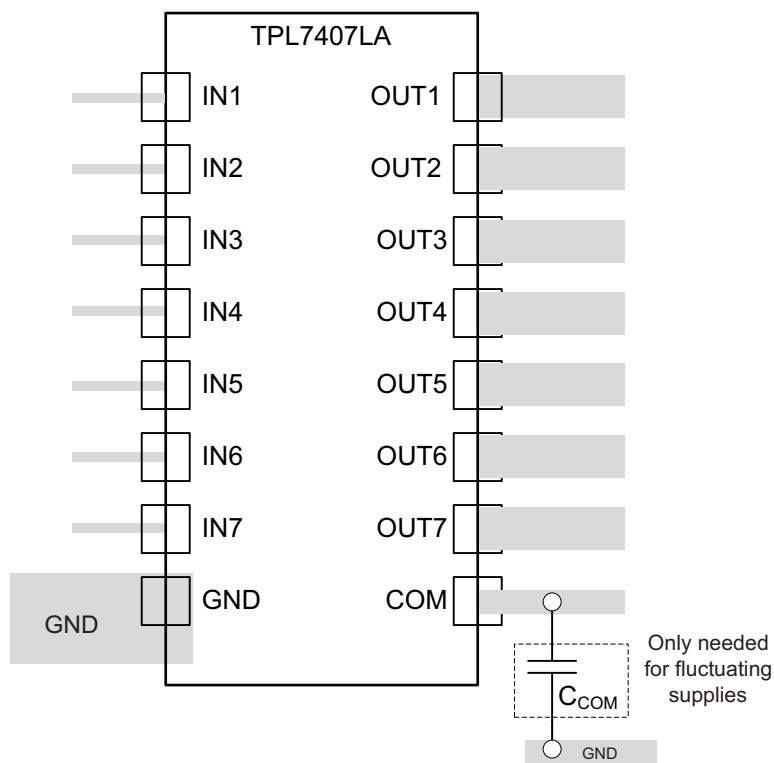 TPL7407LA
IN1 OUT1
IN2 OUT2
IN3 OUT3
IN4 OUT4
IN5 OUT5
IN6 OUT6
IN7 OUT7
GND GND COM
Only needed
for fluctuating
supplies
CCOM
GND